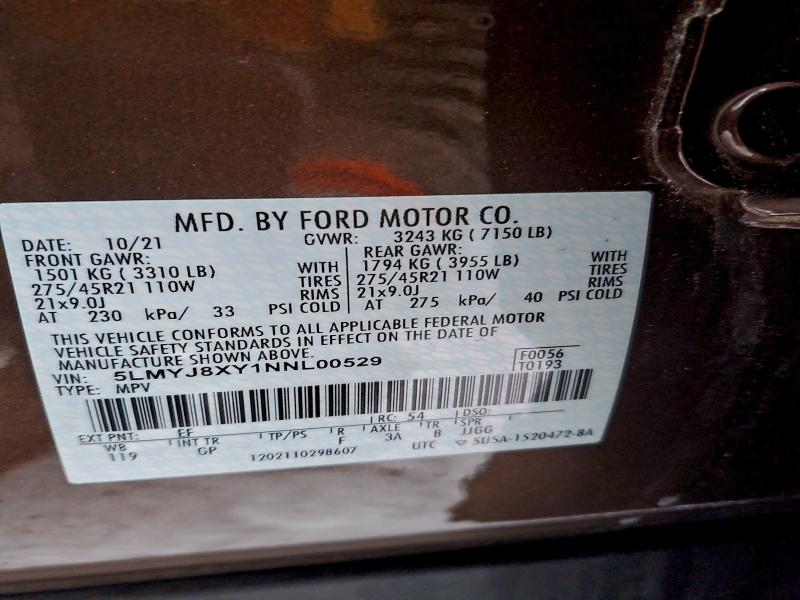 MFD. BY FORD MOTOR CO.
DATE: 10/21 GVWR: 3243 KG ( 7150 LB)
FRONT GAWR: REAR GAWR:
1501 KG ( 3310 LB) WITH 1794 KG ( 3955 LB) WITH
275/45R21 110W TIRES 275/45R21 110W TIRES
21x9.0J RIMS 21x9.0J RIMS
AT 230 kPa/ 33 PSI COLD AT 275 kPa/ 40 PSI COLD
THIS VEHICLE CONFORMS TO ALL APPLICABLE FEDERAL MOTOR
VEHICLE SAFETY STANDARDS IN EFFECT ON THE DATE OF
MANUFACTURE SHOWN ABOVE.
VIN: 5LMYJ8XY1NNL00529 F0056
TYPE: MPV T0193
EXT PNT: EF RC: 54 DSO:
WB INT TR TP/PS R AXLE TR SPR
119 GP F 3A B JJGG
1202110298607 UTC 5U5A-1520472-8A